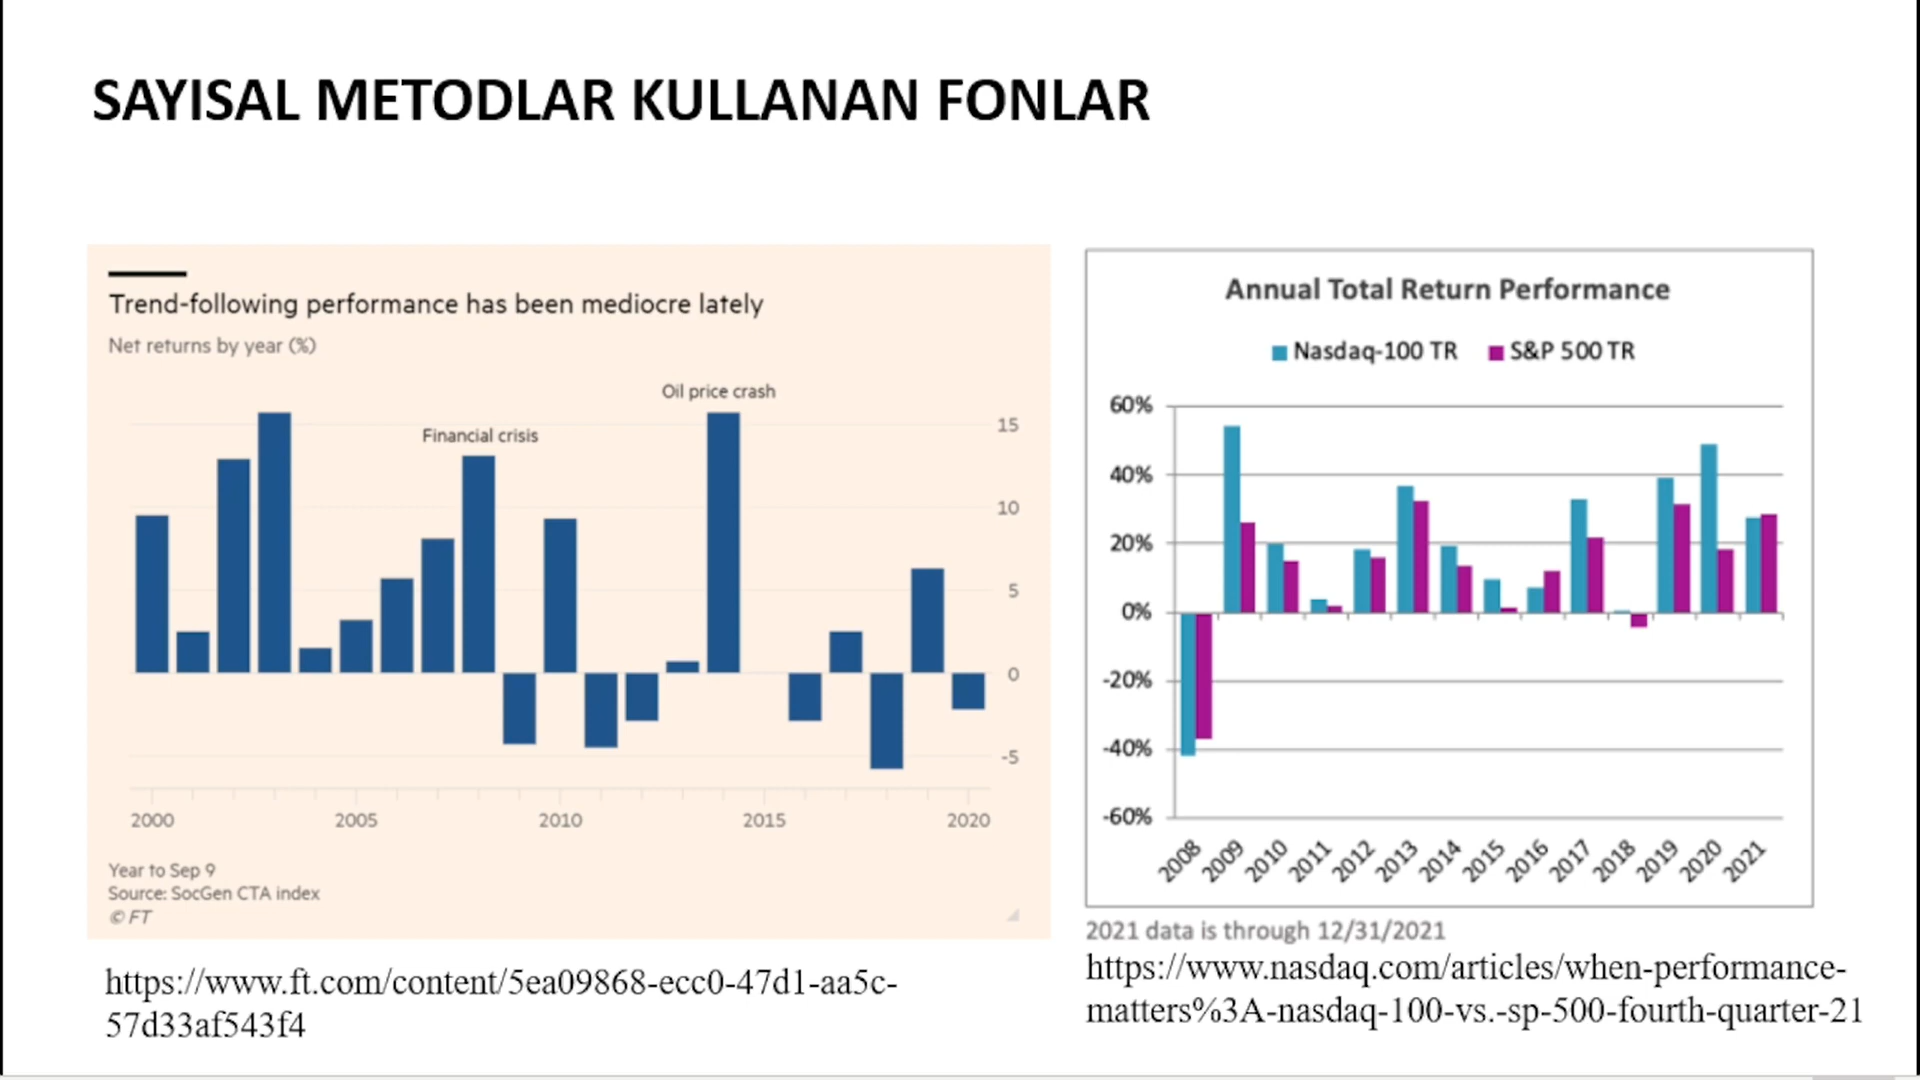 SAYISAL METODLAR KULLANAN FONLAR
Trend-following performance has been mediocre lately
Net returns by year (%)
Oil price crash
Financial crisis
15
10
5
0
-5
2000 2005 2010 2015 2020
Year to Sep 9
Source: SocGen CTA index
© FT
https://www.ft.com/content/5ea09868-ecc0-47d1-aa5c-
57d33af543f4
Annual Total Return Performance
Nasdaq-100 TR S&P 500 TR
60%
40%
20%
0%
-20%
-40%
-60%
2008 2009 2010 2011 2012 2013 2014 2015 2016 2017 2018 2019 2020 2021
2021 data is through 12/31/2021
https://www.nasdaq.com/articles/when-performance-
matters%3A-nasdaq-100-vs.-sp-500-fourth-quarter-21